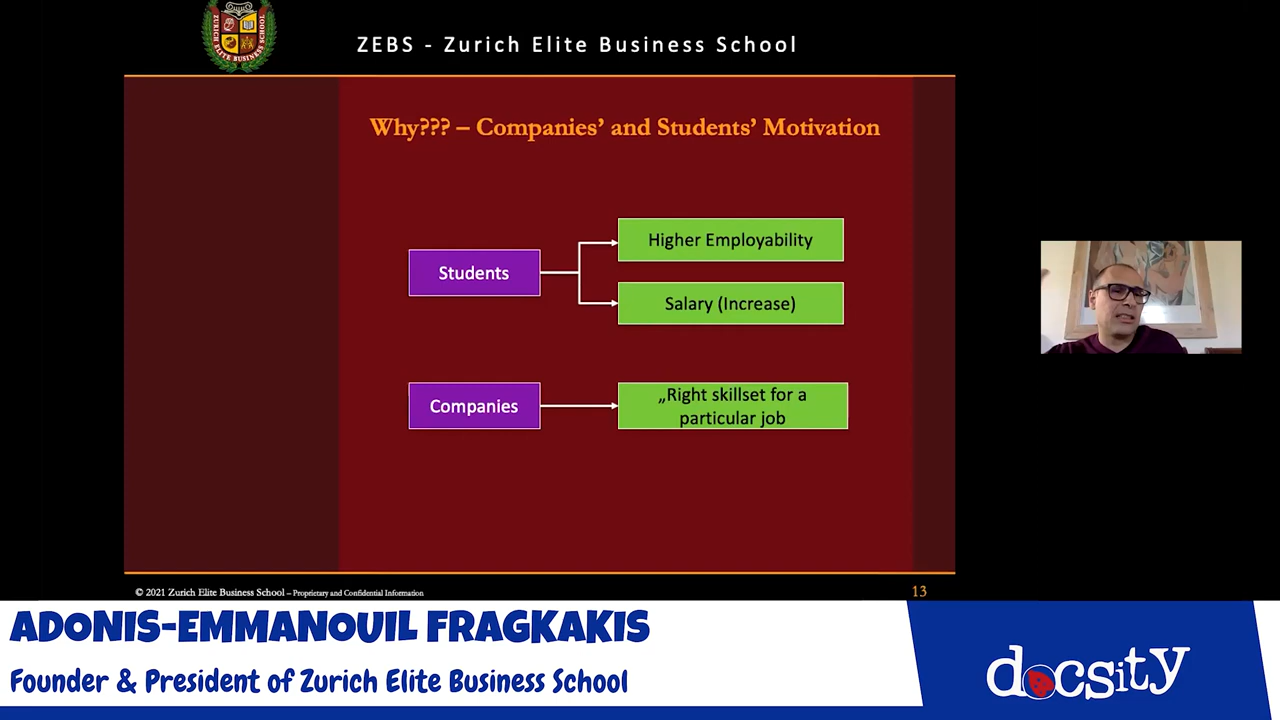 ZEBS - Zurich Elite Business School
Why??? – Companies’ and Students’ Motivation
Students
Higher Employability
Salary (Increase)
Companies
„Right skillset for a
particular job
© 2021 Zurich Elite Business School – Proprietary and Confidential Information
13
ADONIS-EMMANOUIL FRAGKAKIS
Founder & President of Zurich Elite Business School
docsity